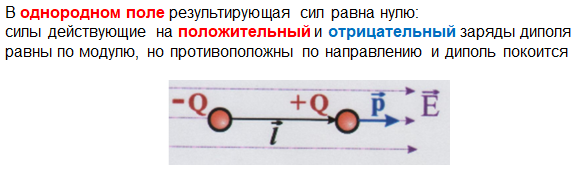 В однородном поле результирующая сил равна нулю:
силы действующие на положительный и отрицательный заряды диполя
равны по модулю, но противоположны по направлению и диполь покоится
-Q +Q p⃗ E⃗
l⃗